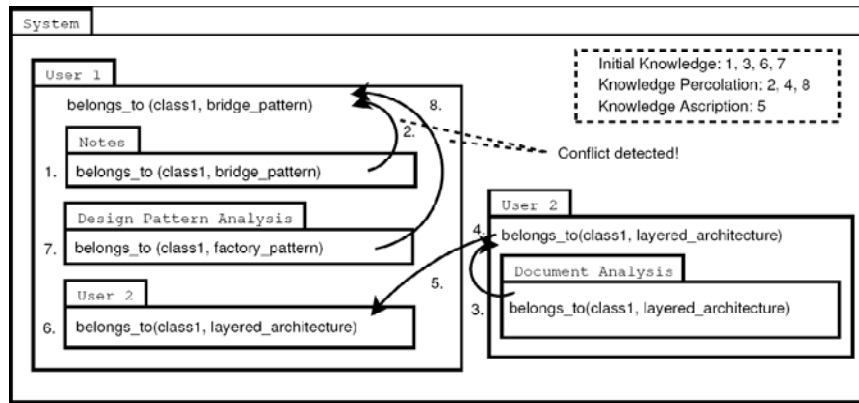 System
Initial Knowledge: 1, 3, 6, 7
Knowledge Percolation: 2, 4, 8
Knowledge Ascription: 5
User 1
belongs_to (class1, bridge_pattern)
8.
2.
Conflict detected!
Notes
1.
belongs_to (class1, bridge_pattern)
Design Pattern Analysis
7.
belongs_to (class1, factory_pattern)
User 2
5.
6.
belongs_to(class1, layered_architecture)
User 2
4.
belongs_to(class1, layered_architecture)
Document Analysis
3.
belongs_to(class1, layered_architecture)